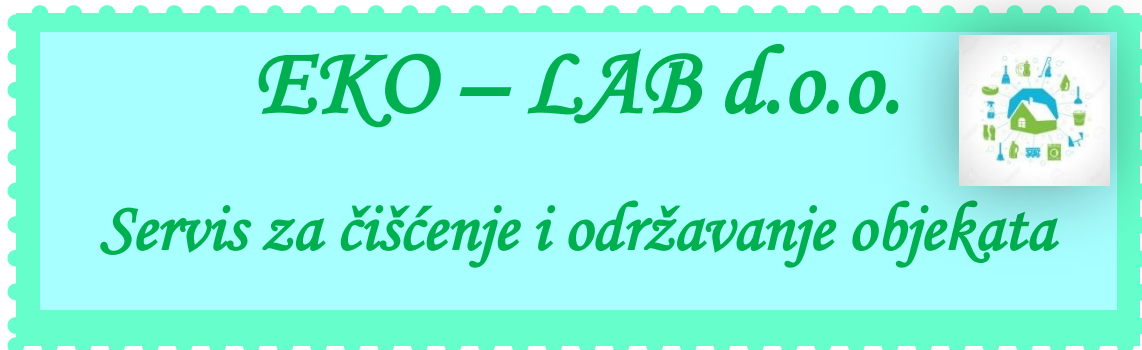 EKO – LAB d.o.o.
Servis za čišćenje i održavanje objekata